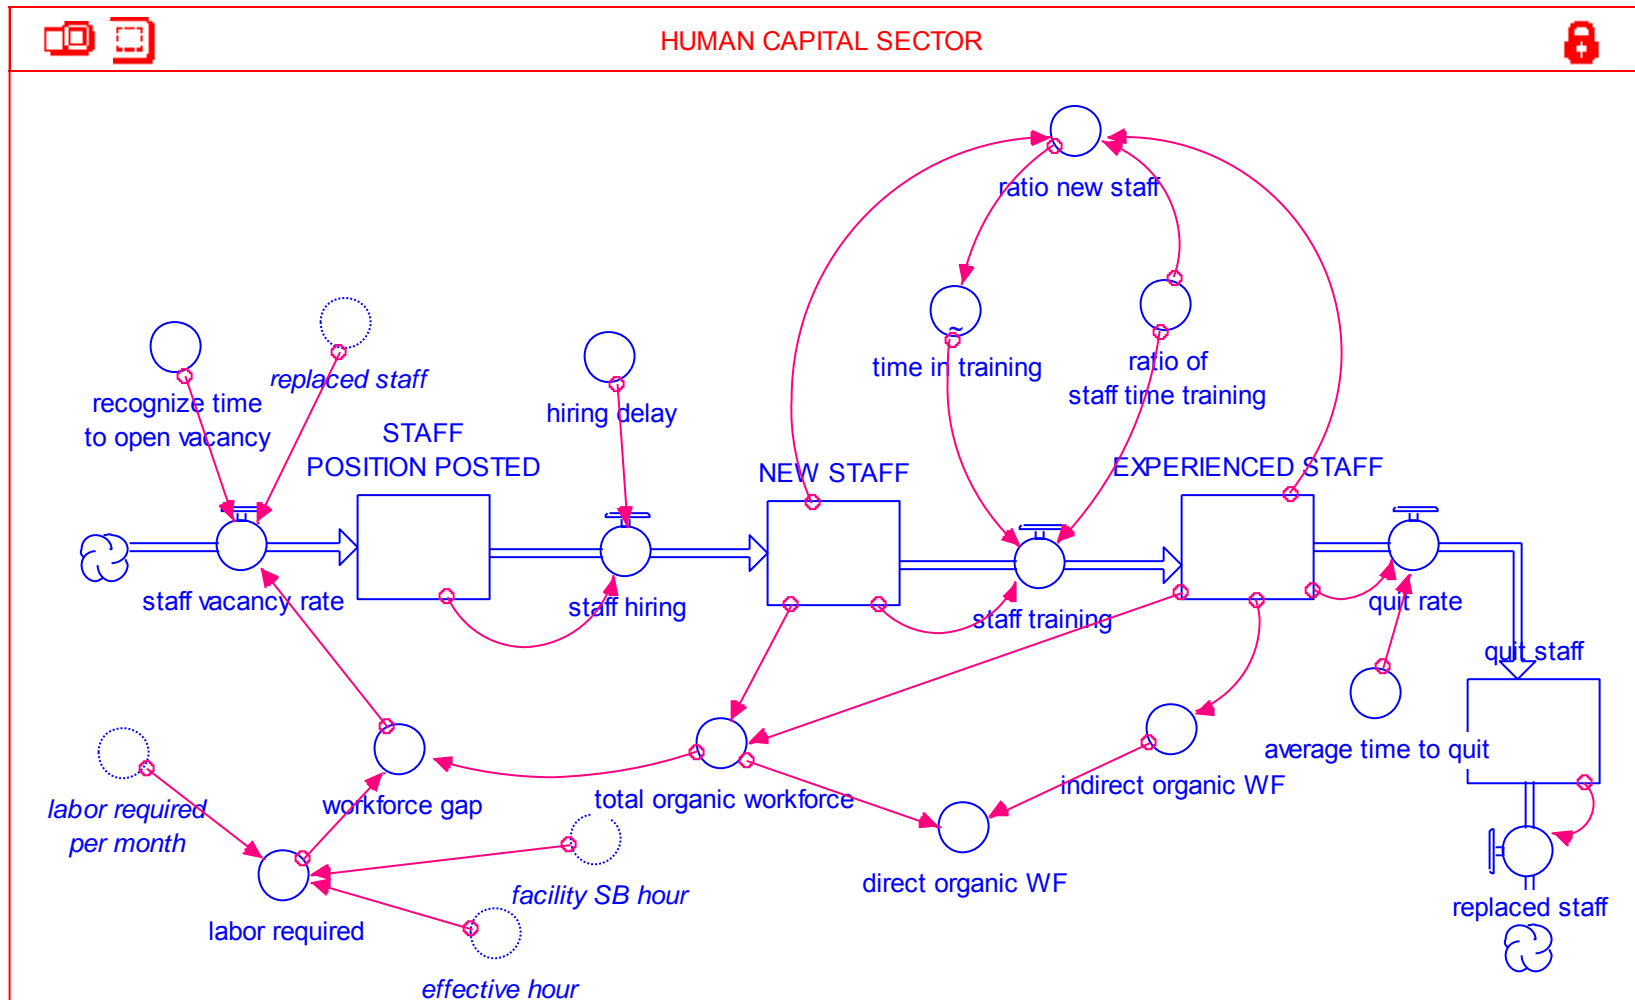 HUMAN CAPITAL SECTOR
ratio new staff
replaced staff
recognize time
to open vacancy
hiring delay
time in training
~
ratio of
staff time training
STAFF
POSITION POSTED
NEW STAFF
EXPERIENCED STAFF
staff vacancy rate
staff hiring
staff training
quit rate
quit staff
labor required
per month
workforce gap
total organic workforce
indirect organic WF
average time to quit
facility SB hour
direct organic WF
labor required
effective hour
replaced staff